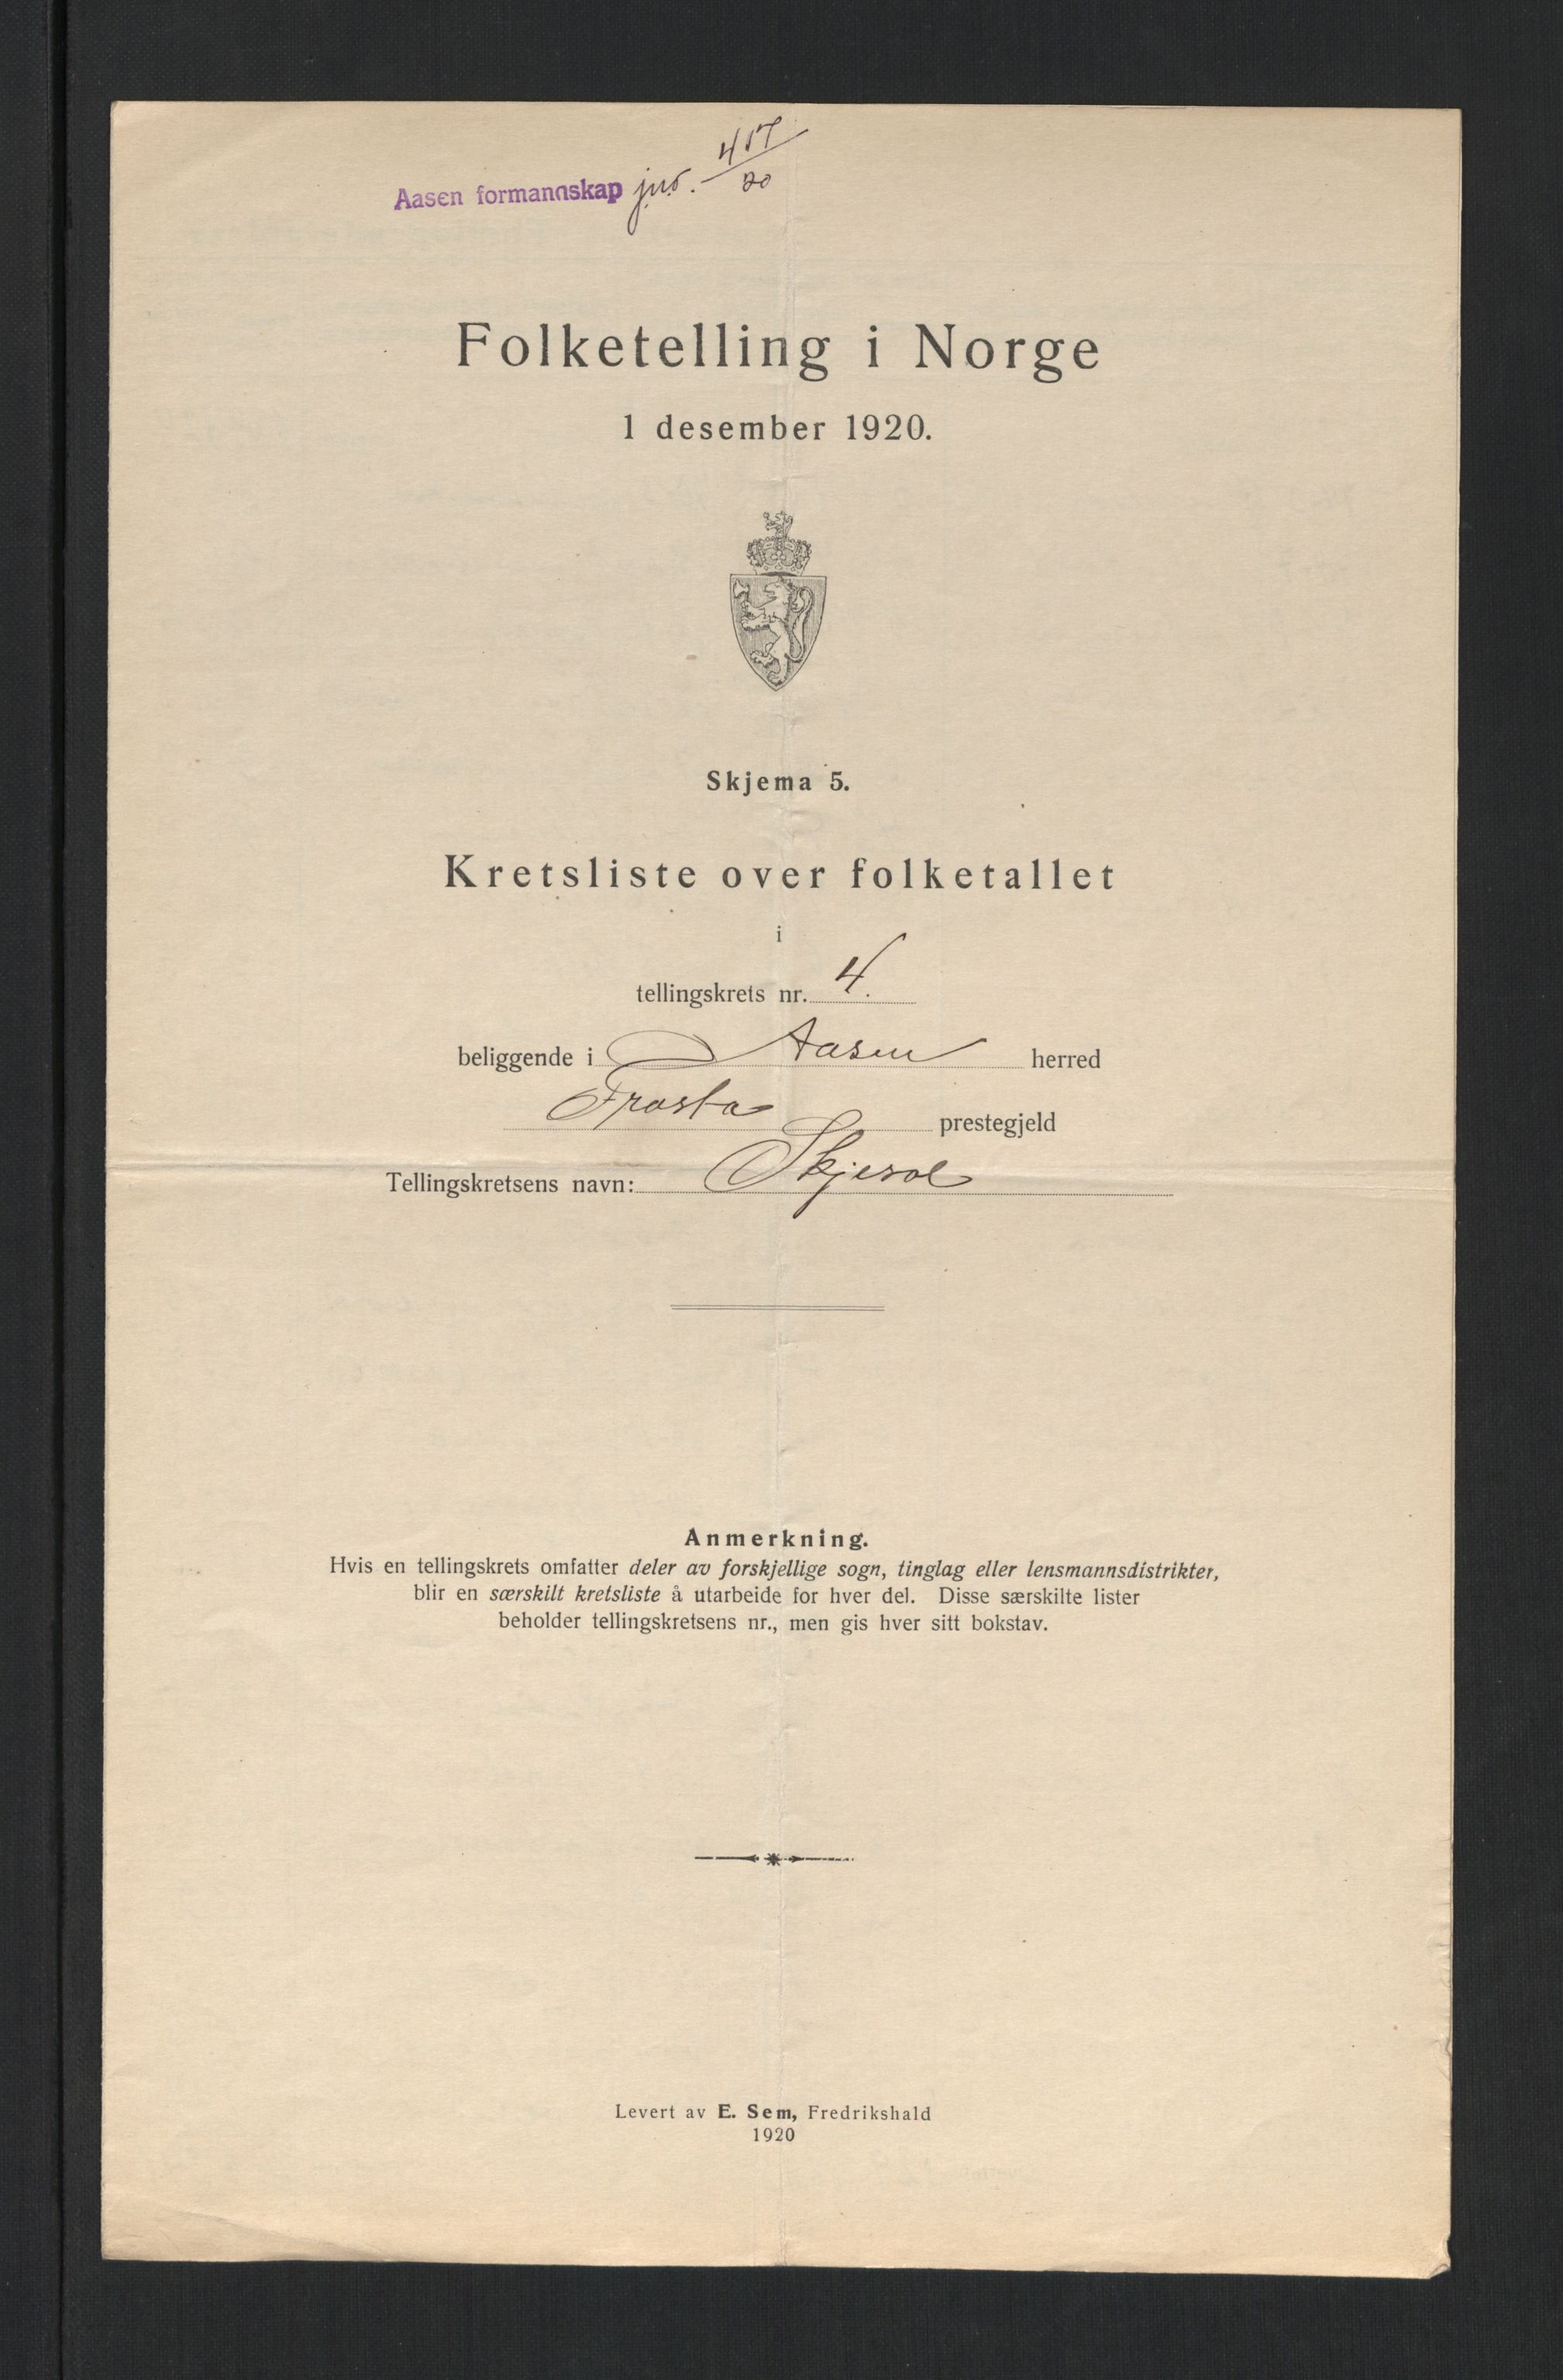 Aasen formannskap jnr. 457/20
Folketelling i Norge
1 desember 1920.
Skjema 5.
Kretsliste over folketallet
i
tellingskrets nr. 4.
beliggende i Aasen herred
Frosta prestegjeld
Tellingskretsens navn: Skjesol
Anmerkning.
Hvis en tellingskrets omfatter deler av forskjellige sogn, tinglag eller lensmannsdistrikter,
blir en særskilt kretsliste å utarbeide for hver del. Disse særskilte lister
beholder tellingskretsens nr., men gis hver sitt bokstav.
Levert av E. Sem, Fredrikshald
1920